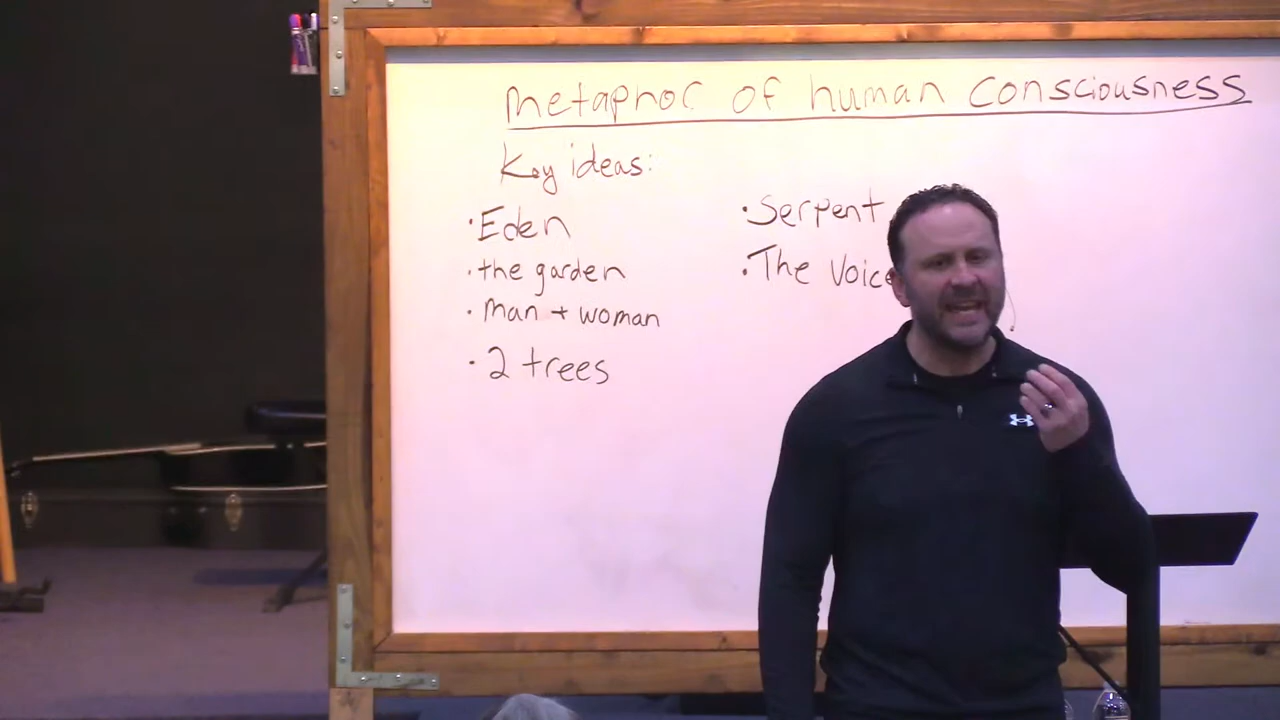 metaphor of human consciousness
Key ideas:
• Eden
• the garden
• man + woman
• 2 trees
• Serpent
• The Voice